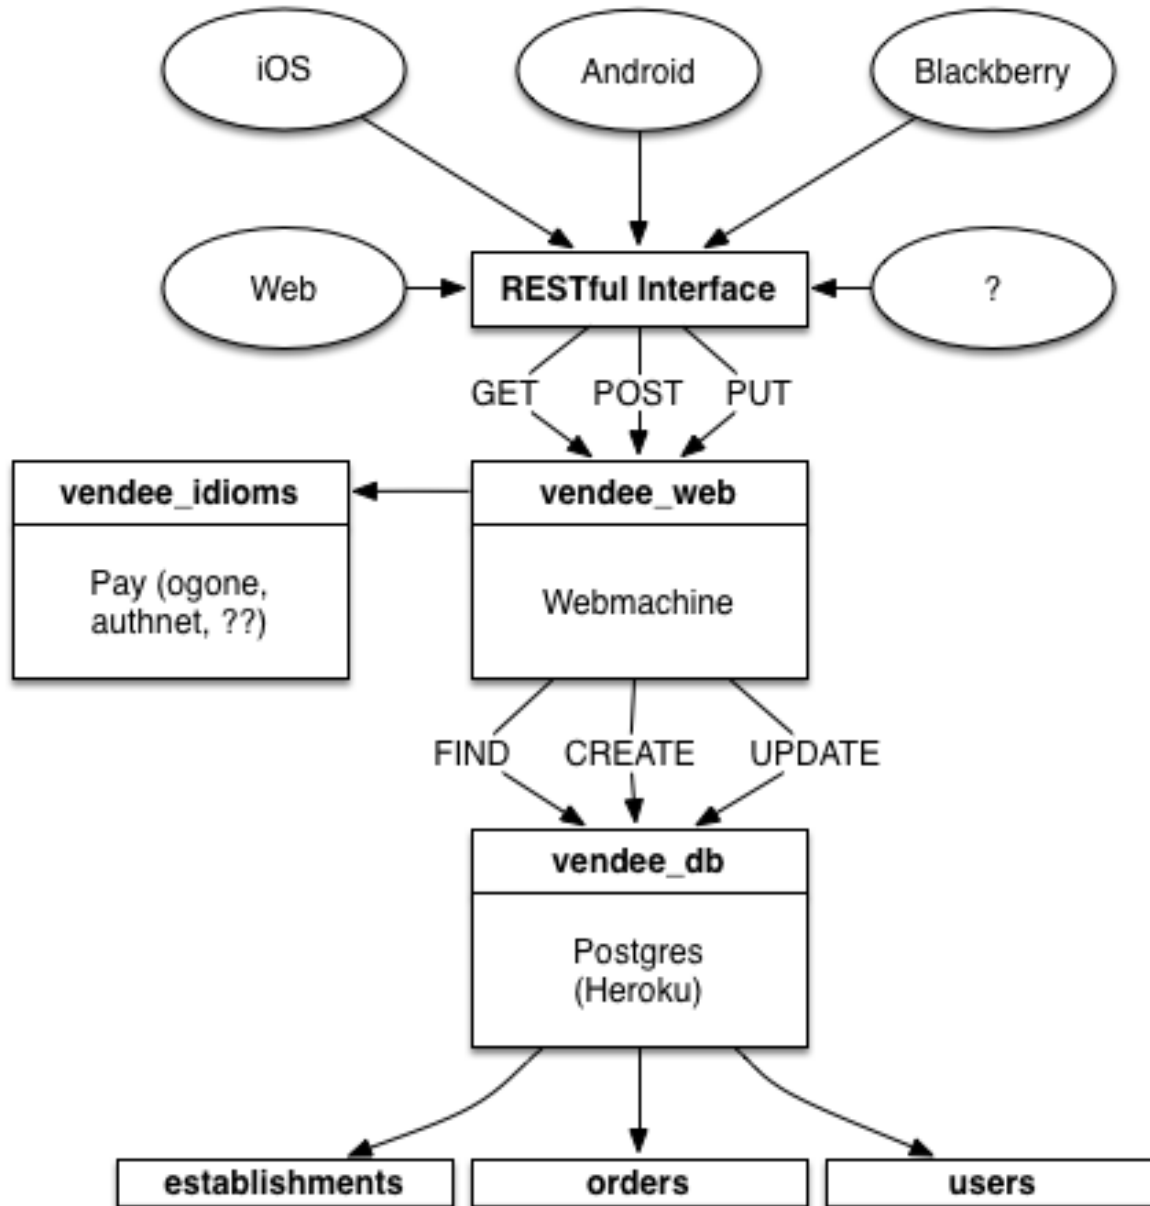 iOS
Android
Blackberry
Web
RESTful Interface
?
GET
POST
PUT
vendee_idioms
Pay (ogone,
authnet, ??)
vendee_web
Webmachine
FIND
CREATE
UPDATE
vendee_db
Postgres
(Heroku)
establishments
orders
users